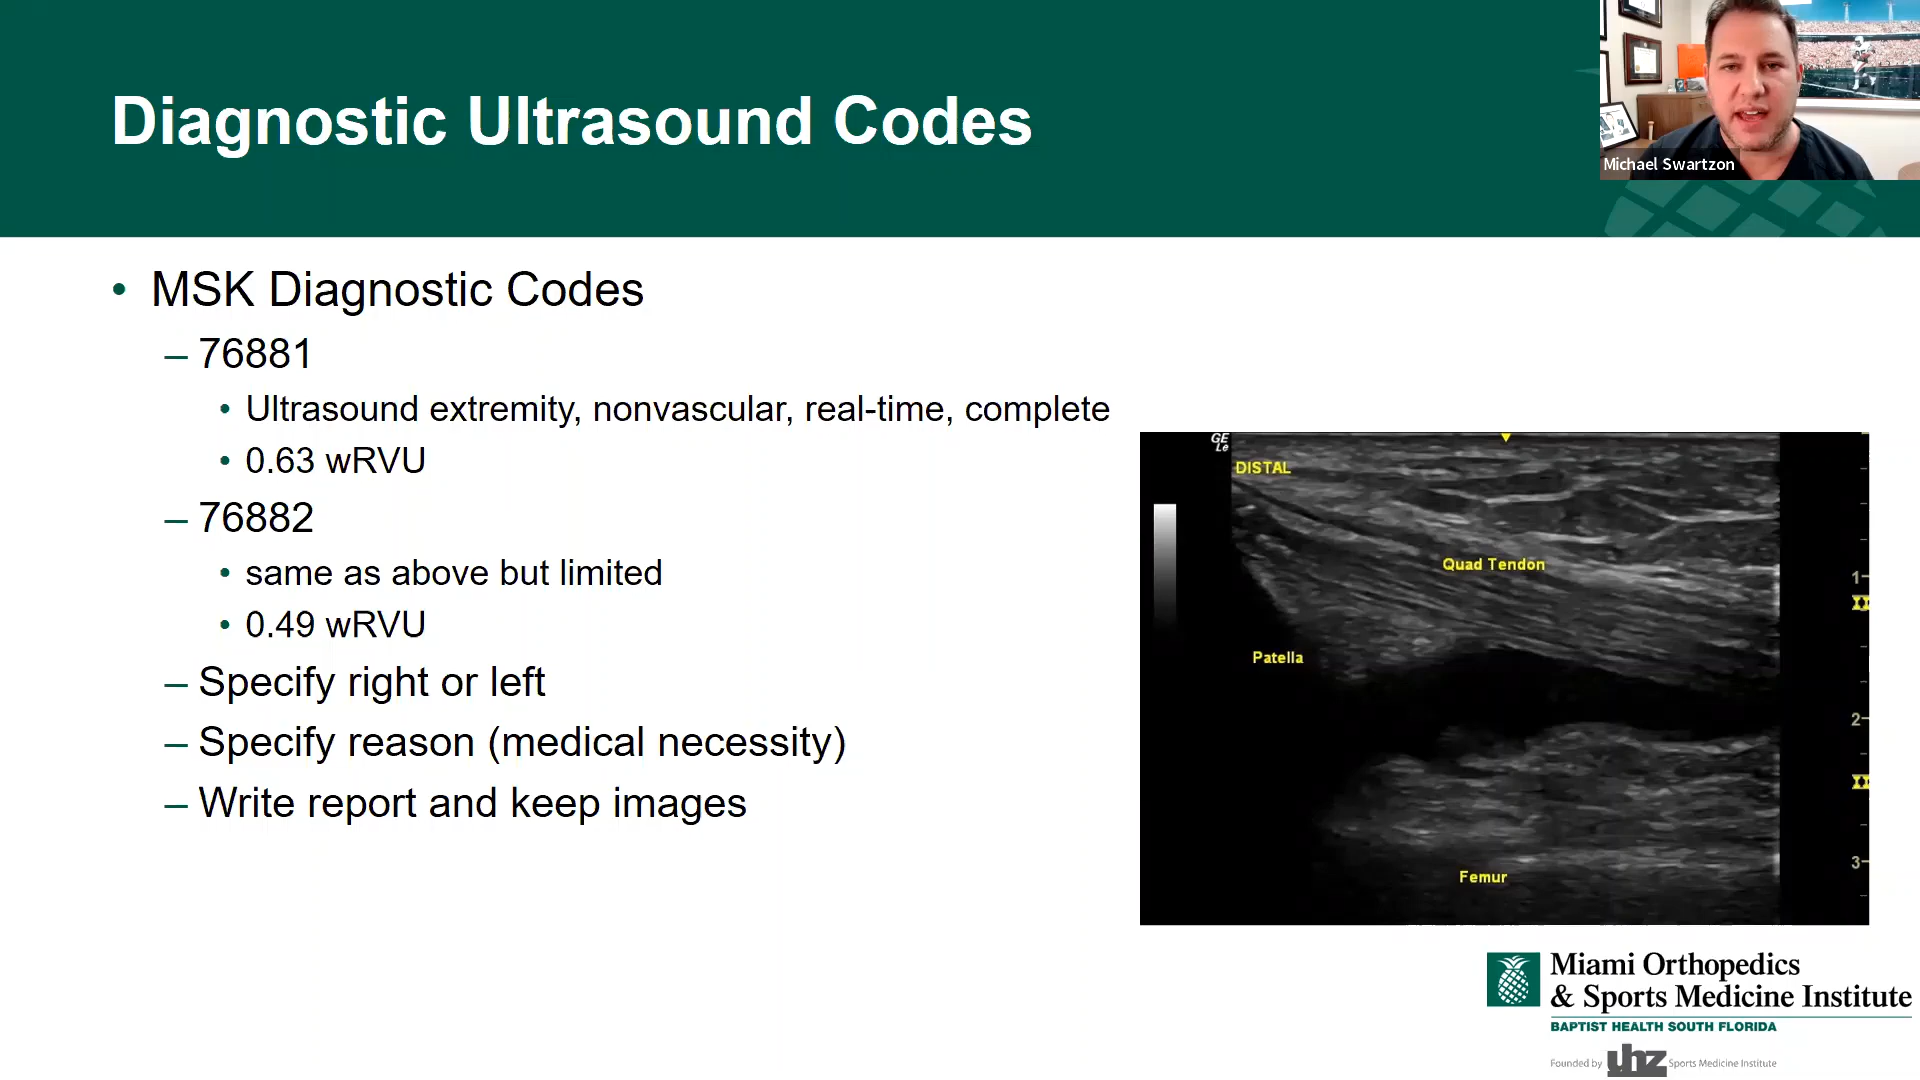 Diagnostic Ultrasound Codes
Michael Swartzon
• MSK Diagnostic Codes
– 76881
• Ultrasound extremity, nonvascular, real-time, complete
• 0.63 wRVU
– 76882
• same as above but limited
• 0.49 wRVU
– Specify right or left
– Specify reason (medical necessity)
– Write report and keep images
GE
Le
DISTAL
Quad Tendon
Patella
Femur
1
2
3
Miami Orthopedics
& Sports Medicine Institute
BAPTIST HEALTH SOUTH FLORIDA
Founded by uhz Sports Medicine Institute